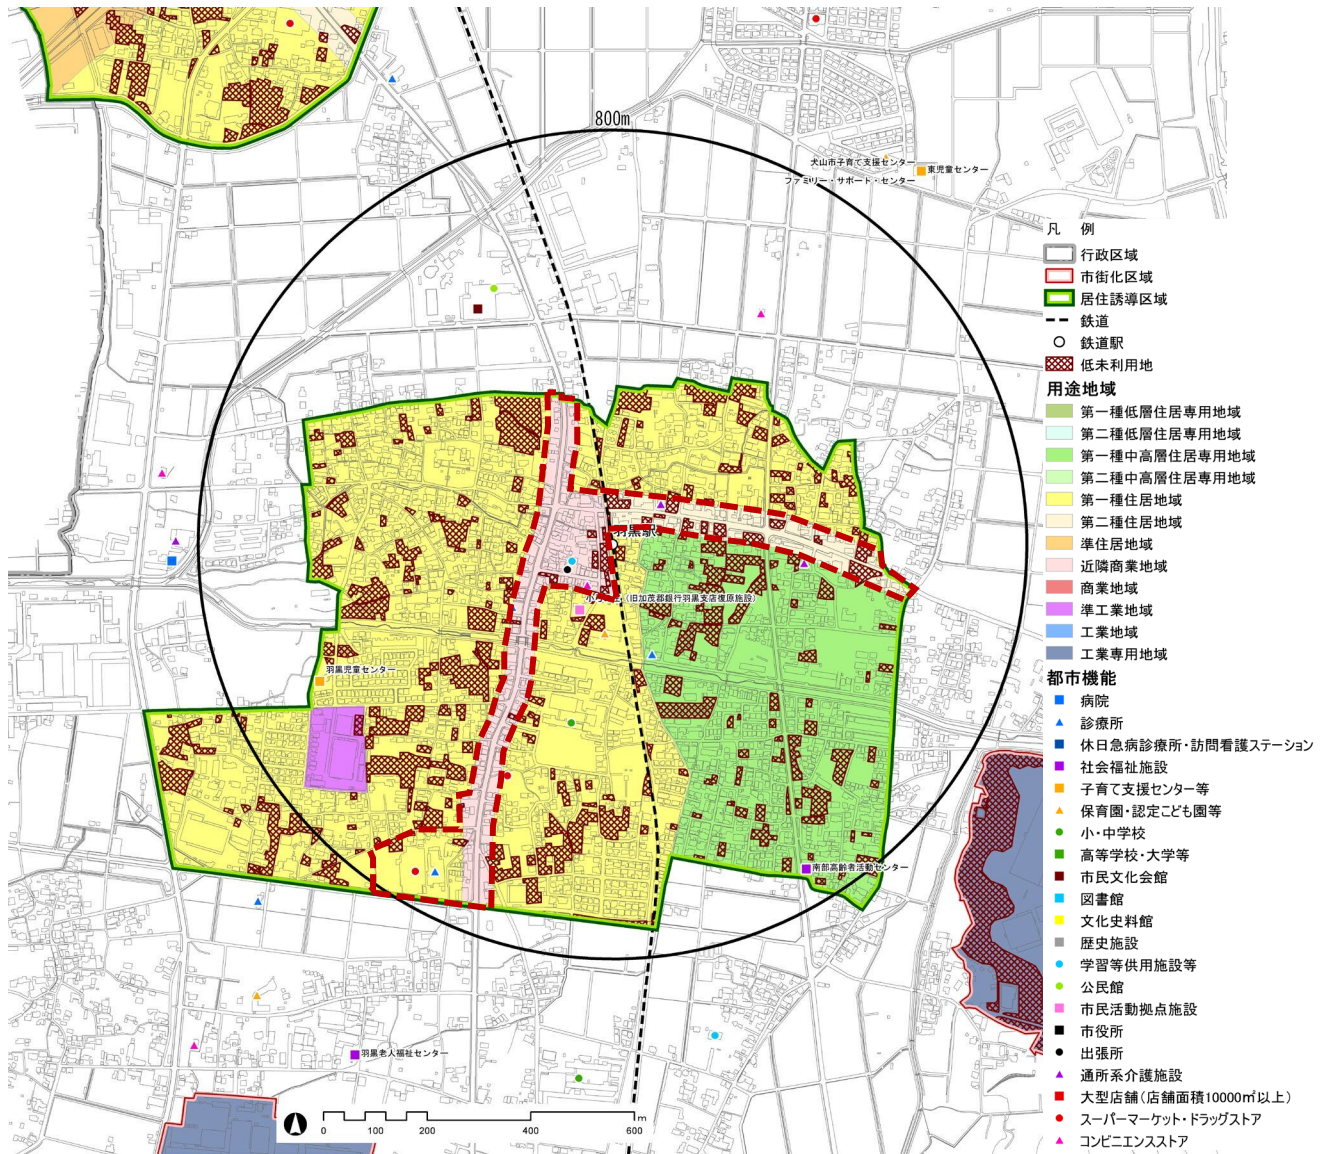 800m
犬山市子育て支援センター
ファミリー・サポート・センター
東児童センター
羽黒駅
(旧加茂郡銀行羽黒支店復原施設)
羽黒児童センター
南部高齢者活動センター
羽黒老人福祉センター
0 100 200 400 600 m
凡 例
行政区域
市街化区域
居住誘導区域
鉄道
鉄道駅
低未利用地
用途地域
第一種低層住居専用地域
第二種低層住居専用地域
第一種中高層住居専用地域
第二種中高層住居専用地域
第一種住居地域
第二種住居地域
準住居地域
近隣商業地域
商業地域
準工業地域
工業地域
工業専用地域
都市機能
病院
診療所
休日急病診療所・訪問看護ステーション
社会福祉施設
子育て支援センター等
保育園・認定こども園等
小・中学校
高等学校・大学等
市民文化会館
図書館
文化史料館
歴史施設
学習等供用施設等
公民館
市民活動拠点施設
市役所
出張所
通所系介護施設
大型店舗(店舗面積10000㎡以上)
スーパーマーケット・ドラッグストア
コンビニエンスストア